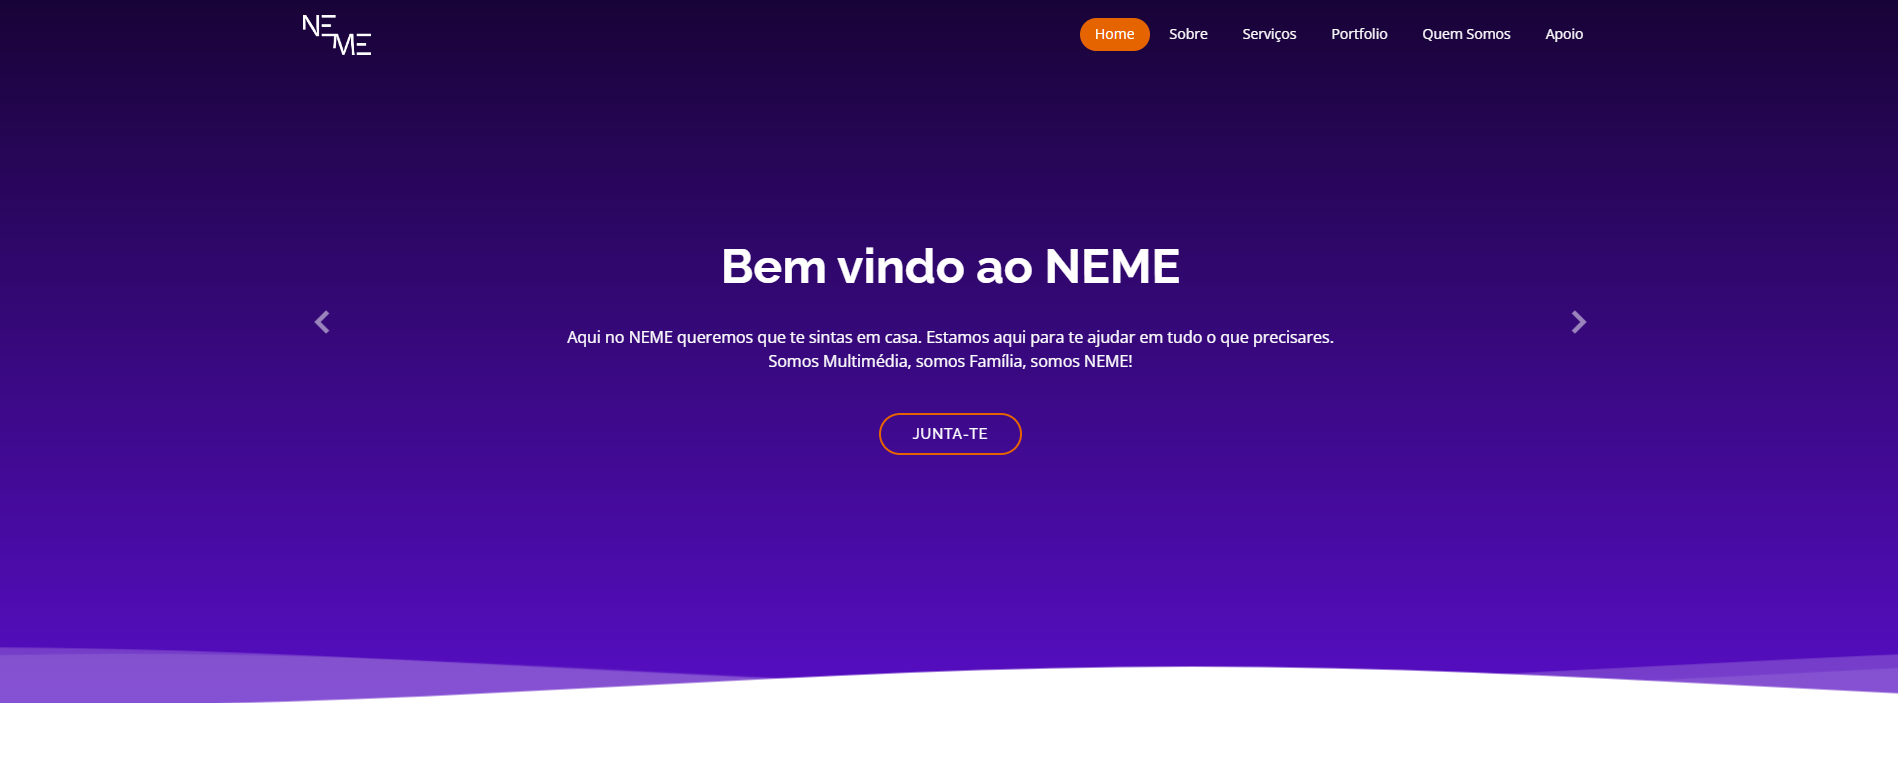 NEME
Home Sobre Serviços Portfolio Quem Somos Apoio
Bem vindo ao NEME
Aqui no NEME queremos que te sintas em casa. Estamos aqui para te ajudar em tudo o que precisares.
Somos Multimédia, somos Família, somos NEME!
JUNTA-TE